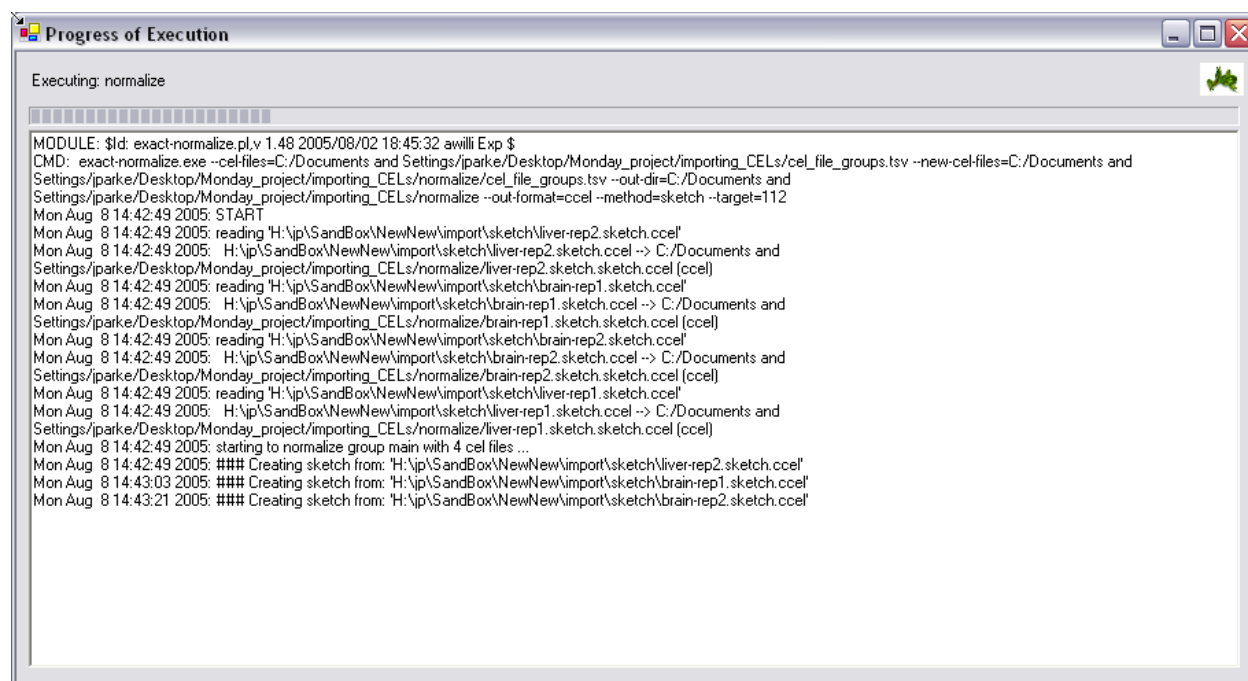 Progress of Execution
Executing: normalize
MODULE: $Id: exact-normalize.pl,v 1.48 2005/08/02 18:45:32 awilli Exp $
CMD:  exact-normalize.exe --cel-files=C:/Documents and Settings/jparke/Desktop/Monday_project/importing_CELs/cel_file_groups.tsv --new-cel-files=C:/Documents and
Settings/jparke/Desktop/Monday_project/importing_CELs/normalize/cel_file_groups.tsv --out-dir=C:/Documents and
Settings/jparke/Desktop/Monday_project/importing_CELs/normalize --out-format=ccel --method=sketch --target=112
Mon Aug  8 14:42:49 2005: START
Mon Aug  8 14:42:49 2005: reading 'H:\jp\SandBox\NewNew\import\sketch\liver-rep2.sketch.ccel'
Mon Aug  8 14:42:49 2005:   H:\jp\SandBox\NewNew\import\sketch\liver-rep2.sketch.ccel --> C:/Documents and
Settings/jparke/Desktop/Monday_project/importing_CELs/normalize/liver-rep2.sketch.sketch.ccel (ccel)
Mon Aug  8 14:42:49 2005: reading 'H:\jp\SandBox\NewNew\import\sketch\brain-rep1.sketch.ccel'
Mon Aug  8 14:42:49 2005:   H:\jp\SandBox\NewNew\import\sketch\brain-rep1.sketch.ccel --> C:/Documents and
Settings/jparke/Desktop/Monday_project/importing_CELs/normalize/brain-rep1.sketch.sketch.ccel (ccel)
Mon Aug  8 14:42:49 2005: reading 'H:\jp\SandBox\NewNew\import\sketch\brain-rep2.sketch.ccel'
Mon Aug  8 14:42:49 2005:   H:\jp\SandBox\NewNew\import\sketch\brain-rep2.sketch.ccel --> C:/Documents and
Settings/jparke/Desktop/Monday_project/importing_CELs/normalize/brain-rep2.sketch.sketch.ccel (ccel)
Mon Aug  8 14:42:49 2005: reading 'H:\jp\SandBox\NewNew\import\sketch\liver-rep1.sketch.ccel'
Mon Aug  8 14:42:49 2005:   H:\jp\SandBox\NewNew\import\sketch\liver-rep1.sketch.ccel --> C:/Documents and
Settings/jparke/Desktop/Monday_project/importing_CELs/normalize/liver-rep1.sketch.sketch.ccel (ccel)
Mon Aug  8 14:42:49 2005: starting to normalize group main with 4 cel files ...
Mon Aug  8 14:42:49 2005: ### Creating sketch from: 'H:\jp\SandBox\NewNew\import\sketch\liver-rep2.sketch.ccel'
Mon Aug  8 14:43:03 2005: ### Creating sketch from: 'H:\jp\SandBox\NewNew\import\sketch\brain-rep1.sketch.ccel'
Mon Aug  8 14:43:21 2005: ### Creating sketch from: 'H:\jp\SandBox\NewNew\import\sketch\brain-rep2.sketch.ccel'